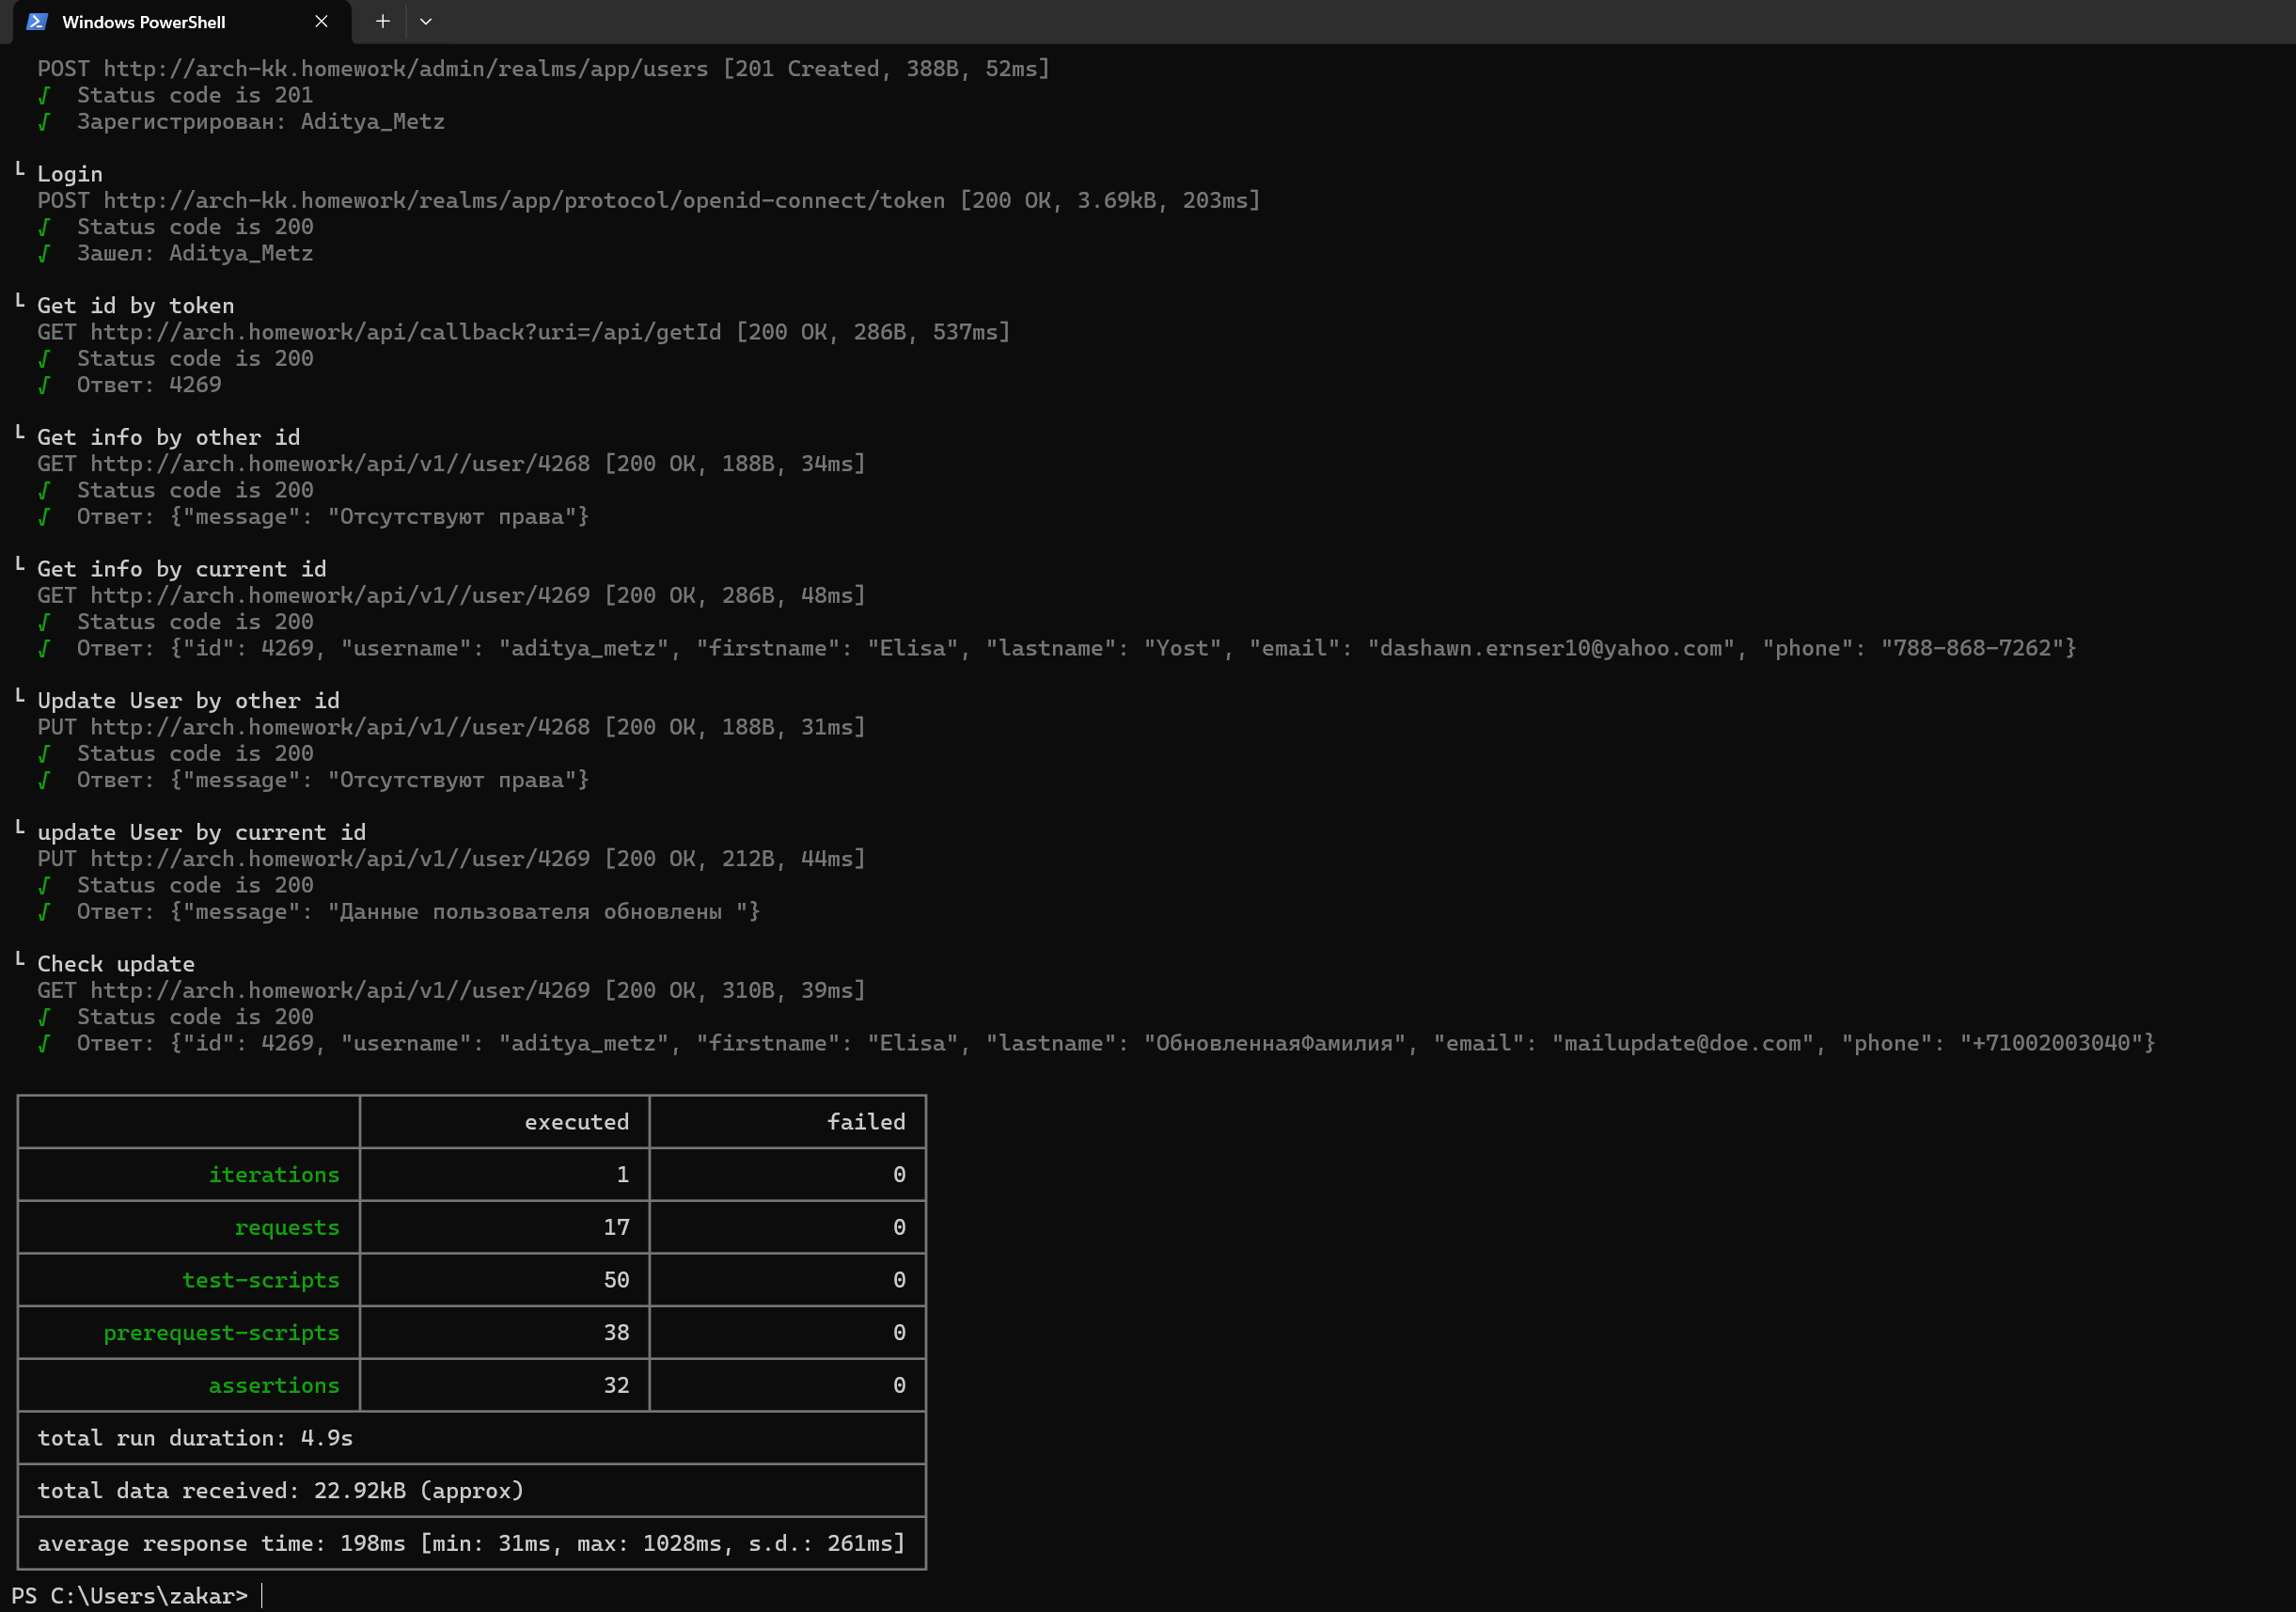 Windows PowerShell
POST http://arch-kk.homework/admin/realms/app/users [201 Created, 388B, 52ms]
√ Status code is 201
√ Зарегистрирован: Aditya_Metz
└ Login
POST http://arch-kk.homework/realms/app/protocol/openid-connect/token [200 OK, 3.69kB, 203ms]
√ Status code is 200
√ Зашел: Aditya_Metz
└ Get id by token
GET http://arch.homework/api/callback?uri=/api/getId [200 OK, 286B, 537ms]
√ Status code is 200
√ Ответ: 4269
└ Get info by other id
GET http://arch.homework/api/v1//user/4268 [200 OK, 188B, 34ms]
√ Status code is 200
√ Ответ: {"message": "Отсутствуют права"}
└ Get info by current id
GET http://arch.homework/api/v1//user/4269 [200 OK, 286B, 48ms]
√ Status code is 200
√ Ответ: {"id": 4269, "username": "aditya_metz", "firstname": "Elisa", "lastname": "Yost", "email": "dashawn.ernser10@yahoo.com", "phone": "788-868-7262"}
└ Update User by other id
PUT http://arch.homework/api/v1//user/4268 [200 OK, 188B, 31ms]
√ Status code is 200
√ Ответ: {"message": "Отсутствуют права"}
└ update User by current id
PUT http://arch.homework/api/v1//user/4269 [200 OK, 212B, 44ms]
√ Status code is 200
√ Ответ: {"message": "Данные пользователя обновлены "}
└ Check update
GET http://arch.homework/api/v1//user/4269 [200 OK, 310B, 39ms]
√ Status code is 200
√ Ответ: {"id": 4269, "username": "aditya_metz", "firstname": "Elisa", "lastname": "ОбновленнаяФамилия", "email": "mailupdate@doe.com", "phone": "+71002003040"}
executed failed
iterations 1 0
requests 17 0
test-scripts 50 0
prerequest-scripts 38 0
assertions 32 0
total run duration: 4.9s
total data received: 22.92kB (approx)
average response time: 198ms [min: 31ms, max: 1028ms, s.d.: 261ms]
PS C:\Users\zakar>